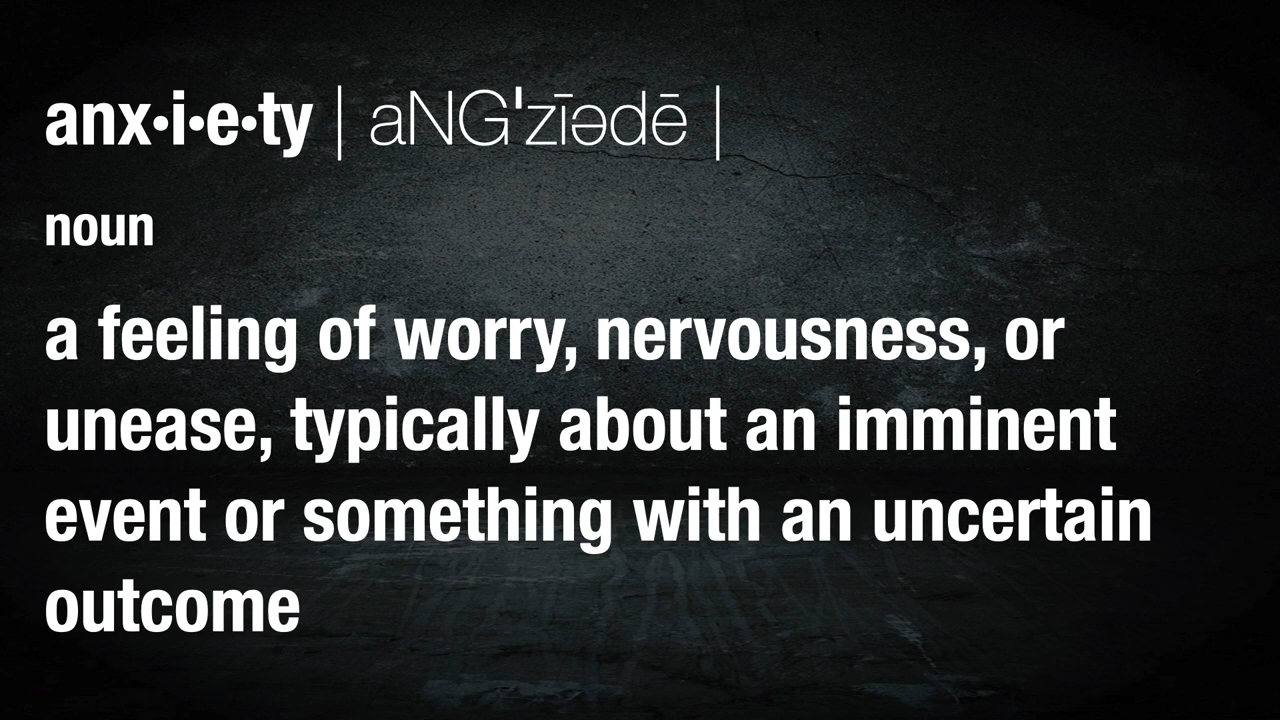 anx•i•e•ty | aNGˈzīədē |
noun
a feeling of worry, nervousness, or
unease, typically about an imminent
event or something with an uncertain
outcome